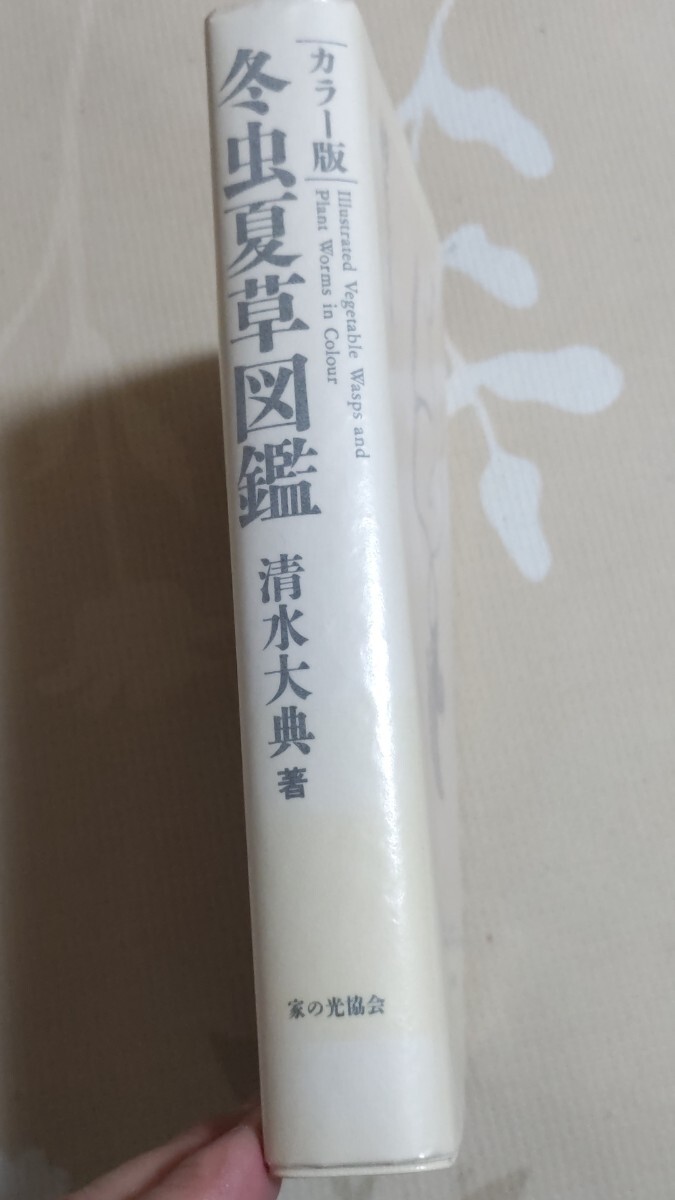 カラー版
冬虫夏草図鑑
Illustrated Vegetable Wasps and
Plant Worms in Colour
清水大典 著
家の光協会